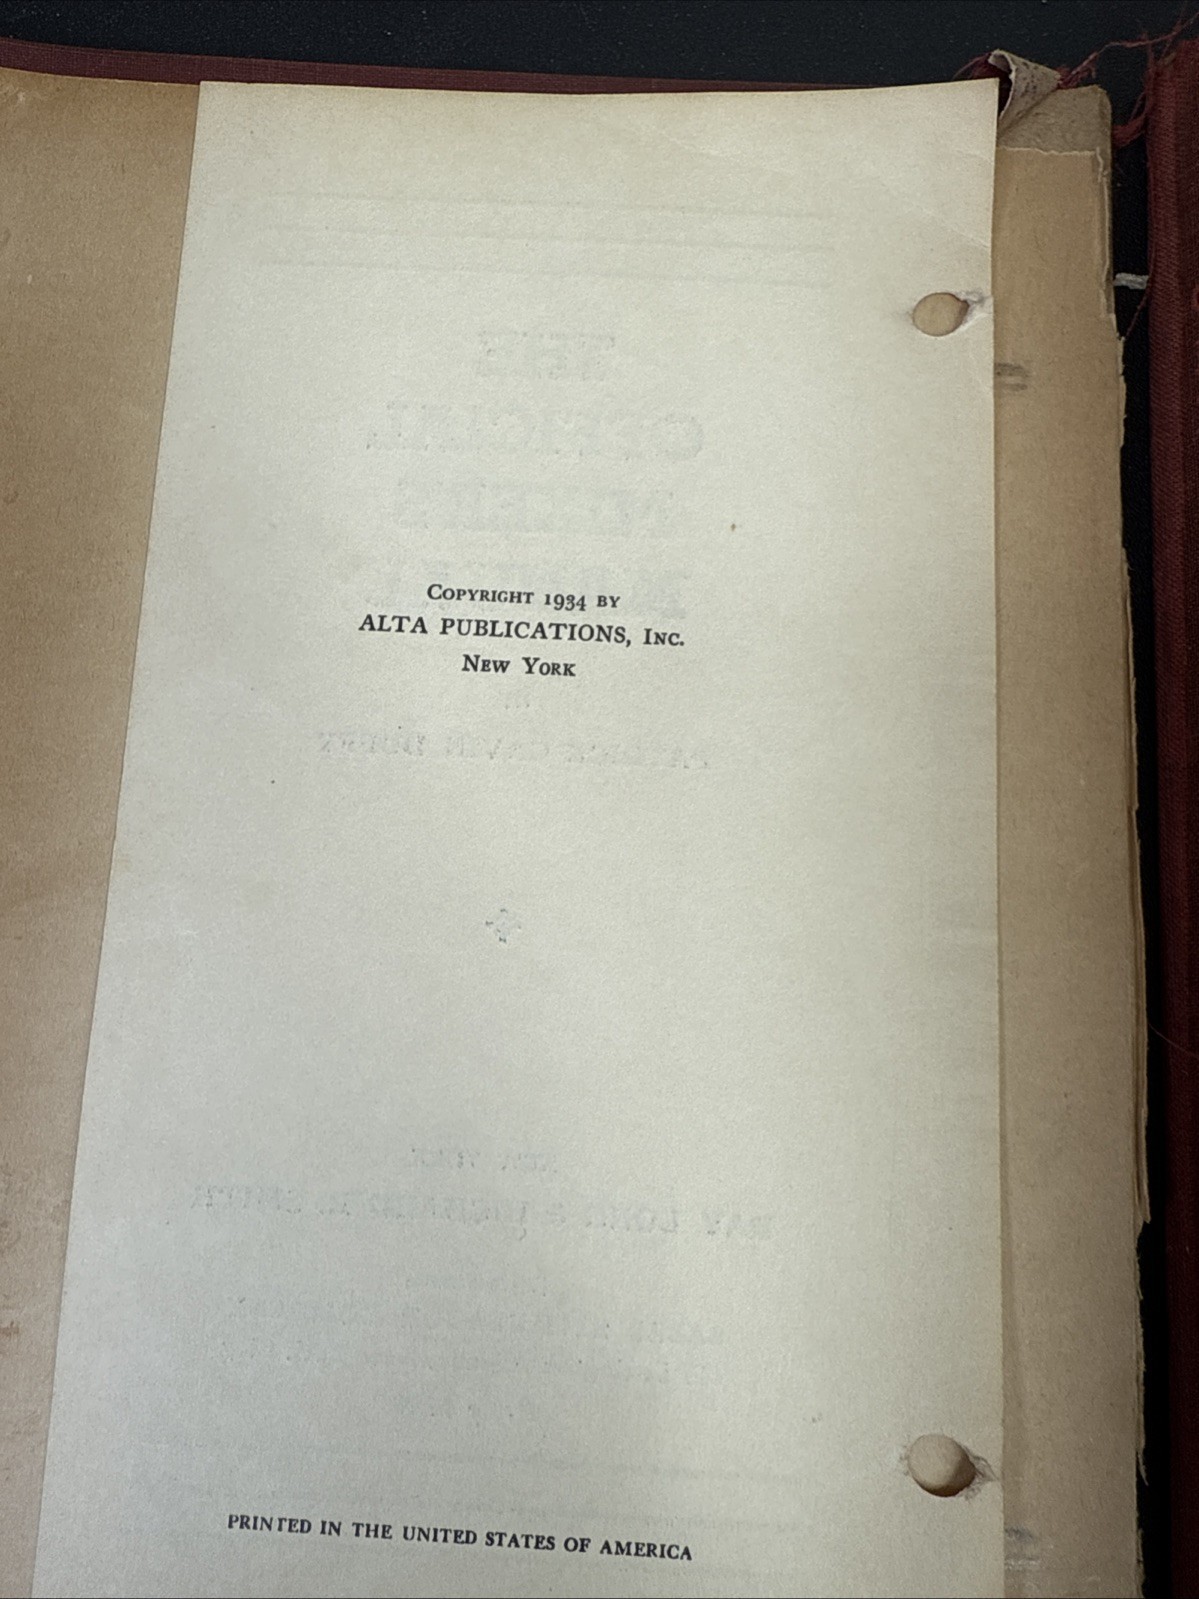 COPYRIGHT 1934 BY
ALTA PUBLICATIONS, INC.
NEW YORK
PRINTED IN THE UNITED STATES OF AMERICA